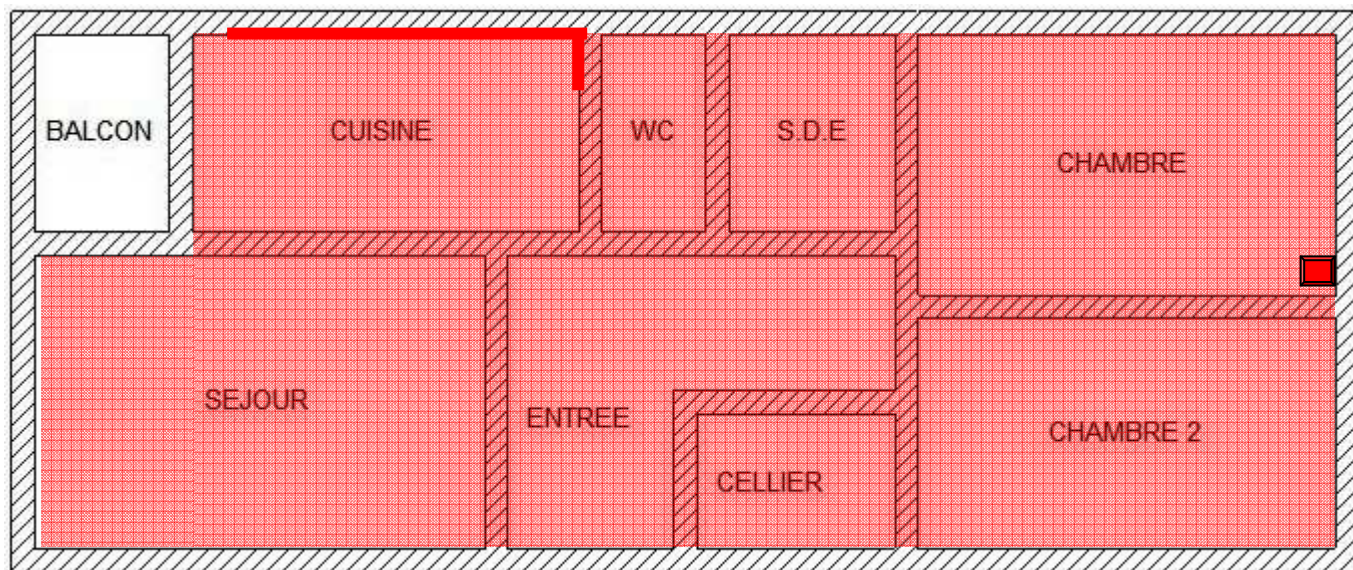 BALCON
CUISINE
WC
S.D.E
CHAMBRE
SEJOUR
ENTREE
CELLIER
CHAMBRE 2